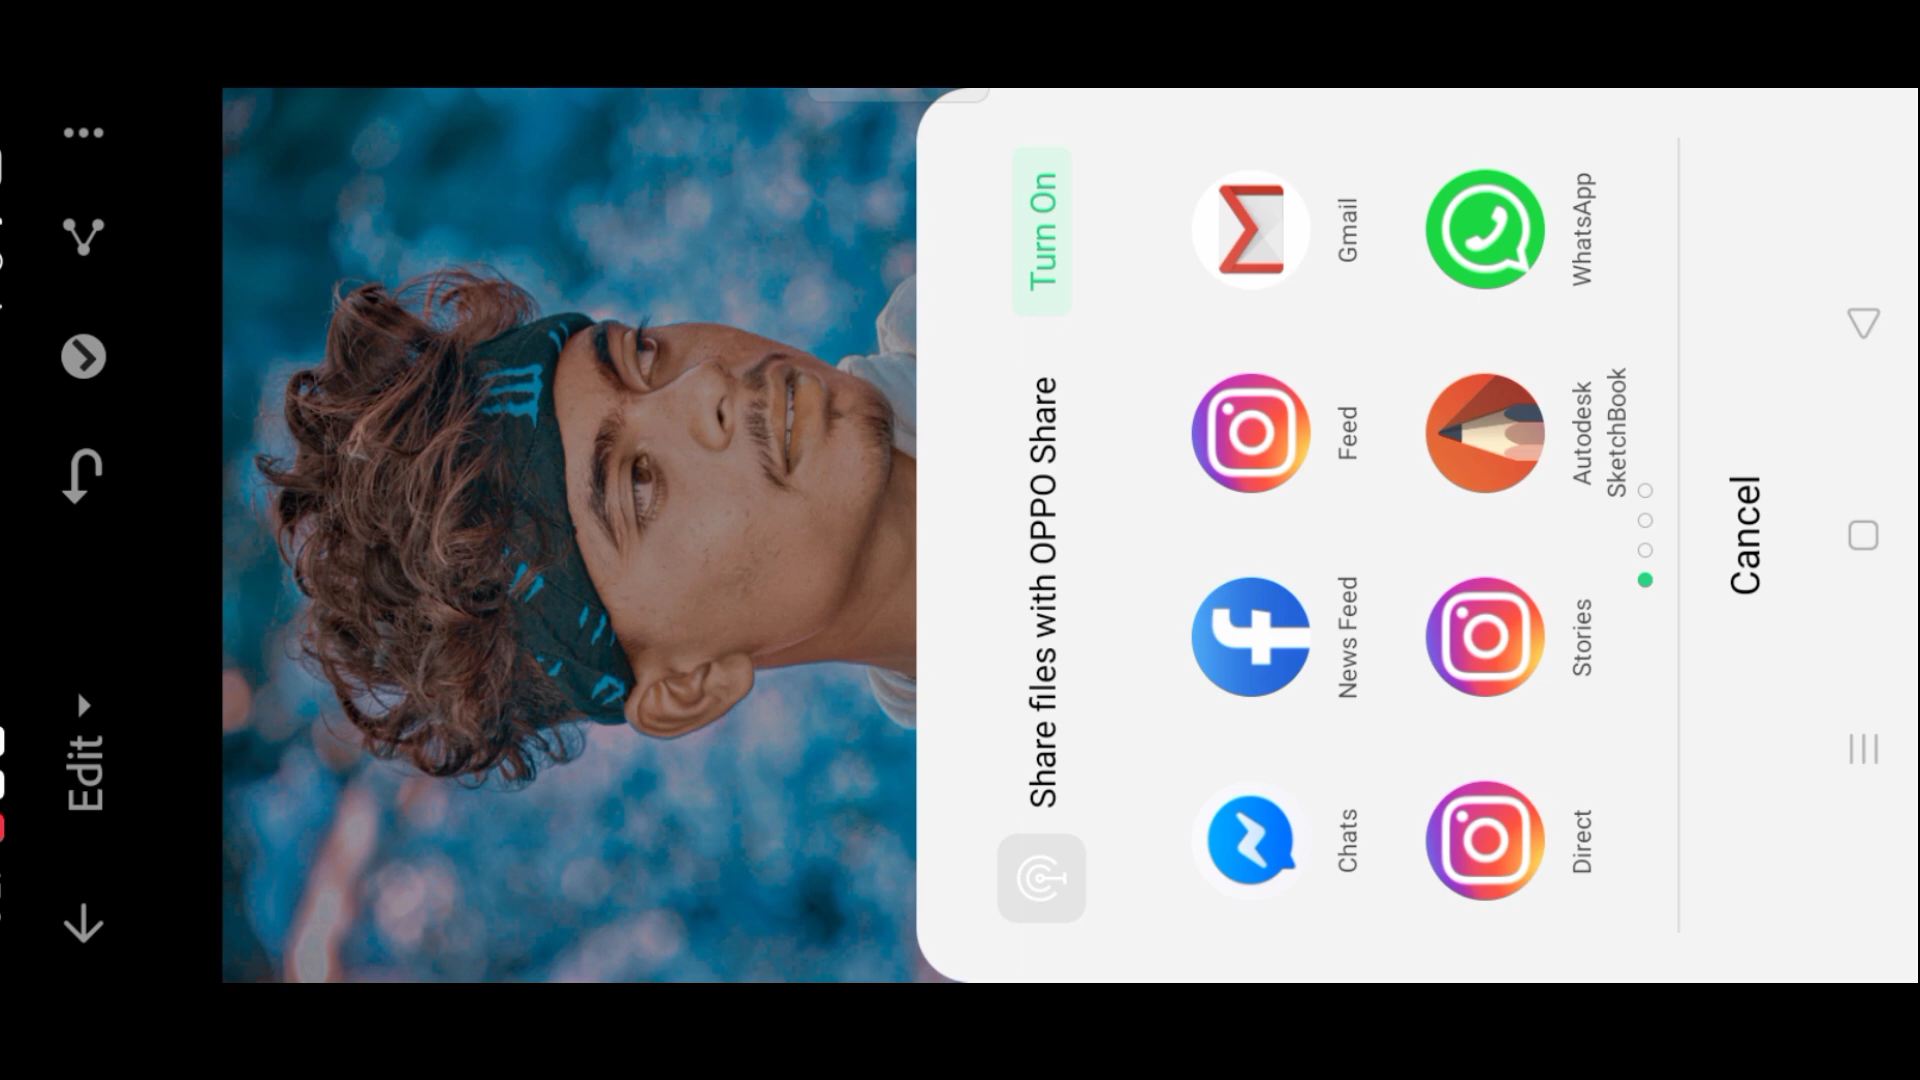 Edit
Share files with OPPO Share
Turn On
Chats
News Feed
Feed
Gmail
Direct
Stories
Autodesk
SketchBook
WhatsApp
Cancel